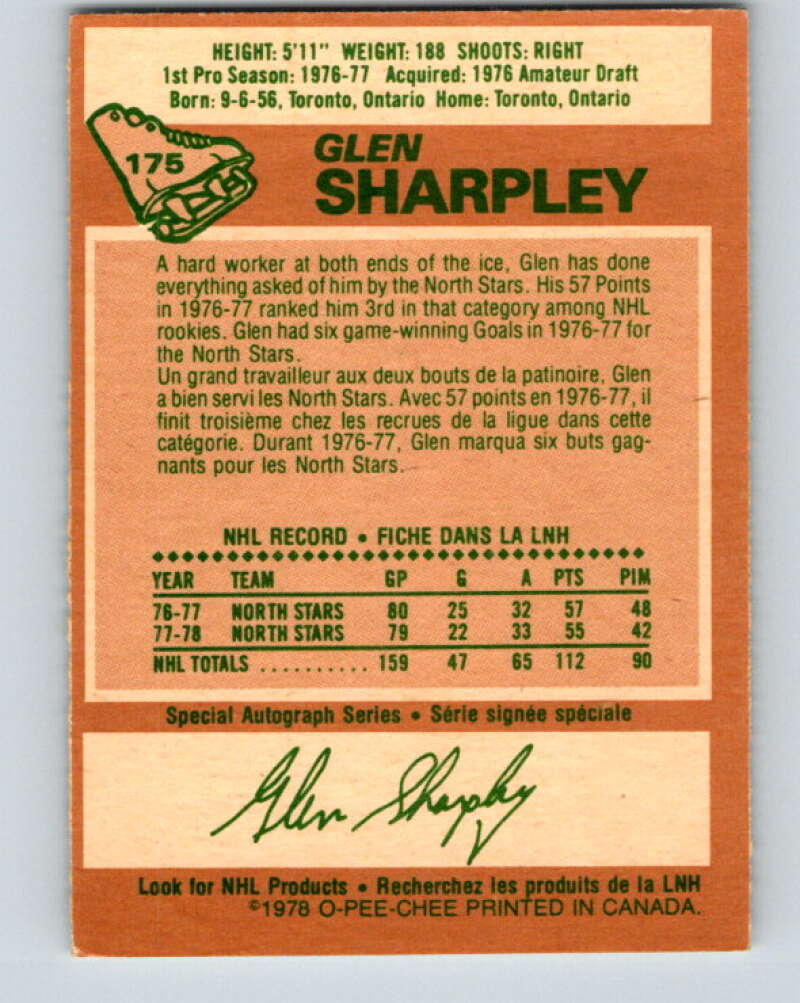 HEIGHT: 5'11" WEIGHT: 188 SHOOTS: RIGHT
1st Pro Season: 1976-77 Acquired: 1976 Amateur Draft
Born: 9-6-56, Toronto, Ontario Home: Toronto, Ontario
175
GLEN
SHARPLEY
A hard worker at both ends of the ice, Glen has done
everything asked of him by the North Stars. His 57 Points
in 1976-77 ranked him 3rd in that category among NHL
rookies. Glen had six game-winning Goals in 1976-77 for
the North Stars.
Un grand travailleur aux deux bouts de la patinoire, Glen
a bien servi les North Stars. Avec 57 points en 1976-77, il
finit troisième chez les recrues de la ligue dans cette
catégorie. Durant 1976-77, Glen marqua six buts gag-
nants pour les North Stars.
NHL RECORD • FICHE DANS LA LNH
YEAR TEAM GP G A PTS PIM
76-77 NORTH STARS 80 25 32 57 48
77-78 NORTH STARS 79 22 33 55 42
NHL TOTALS .......... 159 47 65 112 90
Special Autograph Series • Série signée spéciale
Glen Sharpley
Look for NHL Products • Recherchez les produits de la LNH
©1978 O-PEE-CHEE PRINTED IN CANADA.